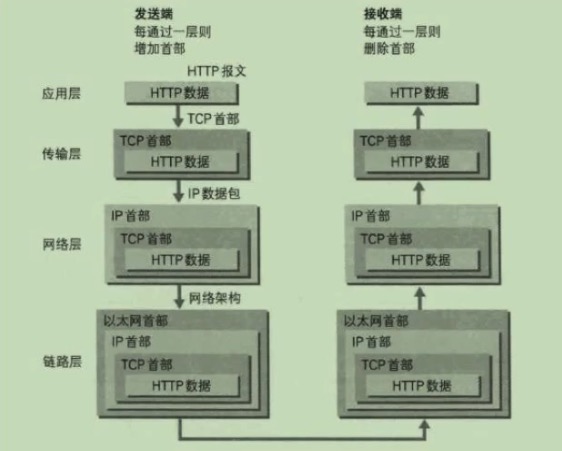 发送端
每通过一层则
增加首部
接收端
每通过一层则
删除首部
HTTP 报文
应用层
HTTP 数据
HTTP 数据
TCP 首部
传输层
TCP 首部
HTTP 数据
TCP 首部
HTTP 数据
IP 数据包
网络层
IP 首部
TCP 首部
HTTP 数据
IP 首部
TCP 首部
HTTP 数据
网络架构
链路层
以太网首部
IP 首部
TCP 首部
HTTP 数据
以太网首部
IP 首部
TCP 首部
HTTP 数据